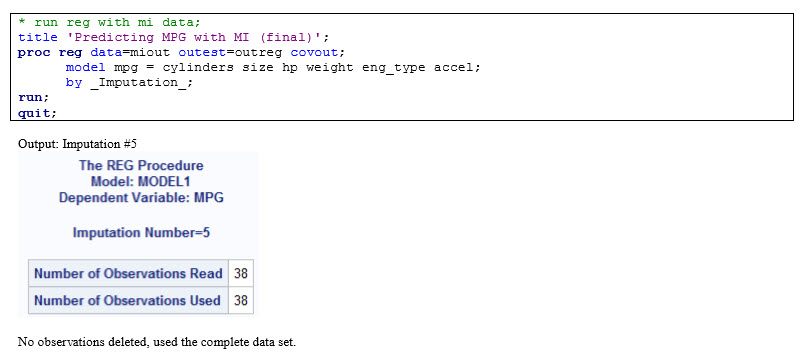 * run reg with mi data;
title 'Predicting MPG with MI (final)';
proc reg data=miout outest=outreg covout;
model mpg = cylinders size hp weight eng_type accel;
by _Imputation_;
run;
quit;
Output: Imputation #5
The REG Procedure
Model: MODEL1
Dependent Variable: MPG
Imputation Number=5
Number of Observations Read 38
Number of Observations Used 38
No observations deleted, used the complete data set.